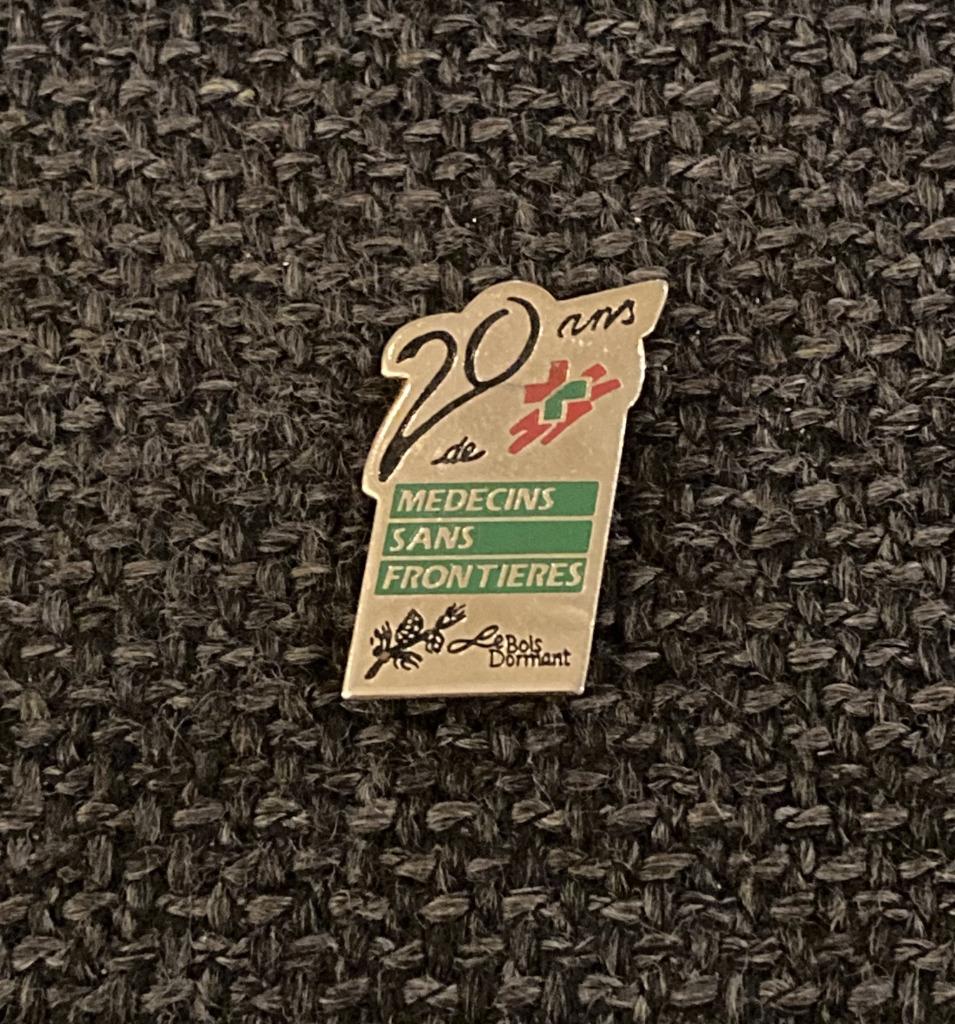 20 ans
de
MEDECINS
SANS
FRONTIERES
Le Bois
Dormant